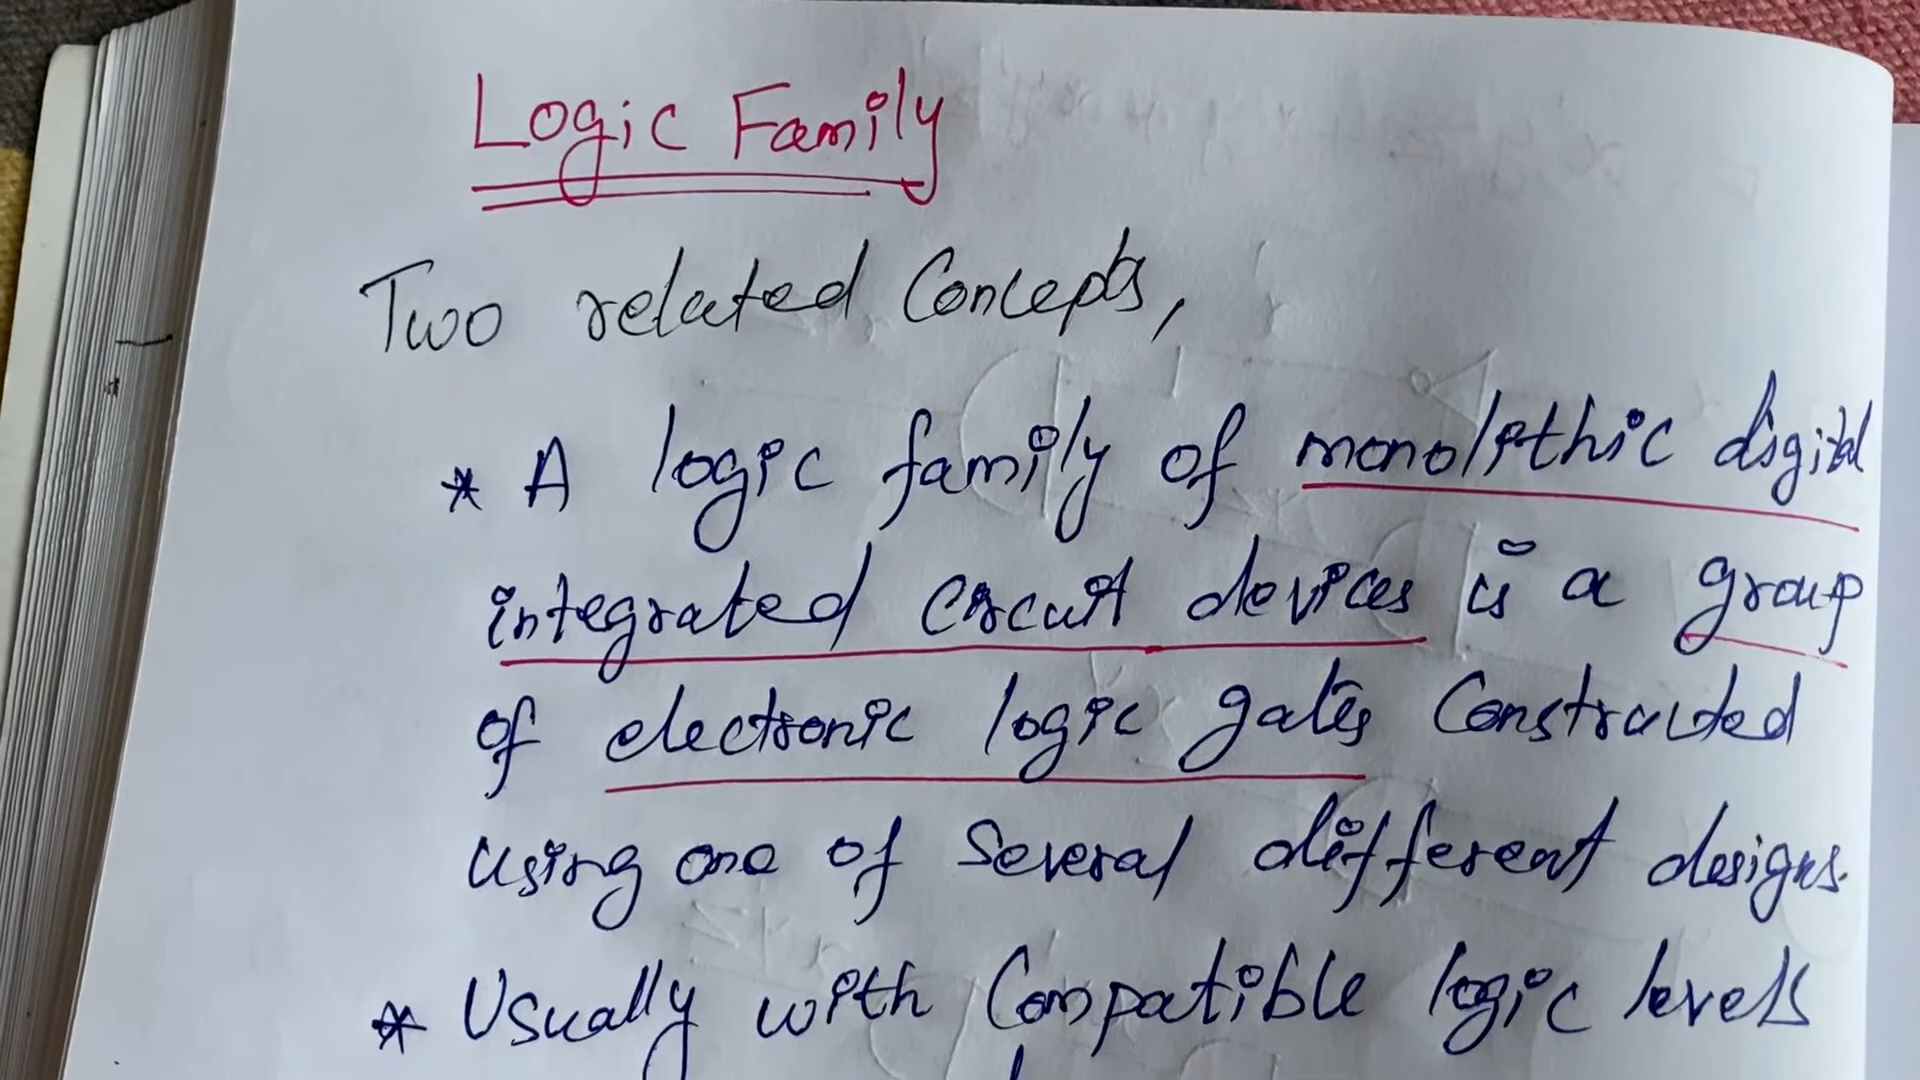 Logic Family
Two related Concepts,
* A logic family of monolithic digital
integrated circuit devices is a group
of electronic logic gates Constructed
using one of Several different designs.
* Usually with Compatible logic levels